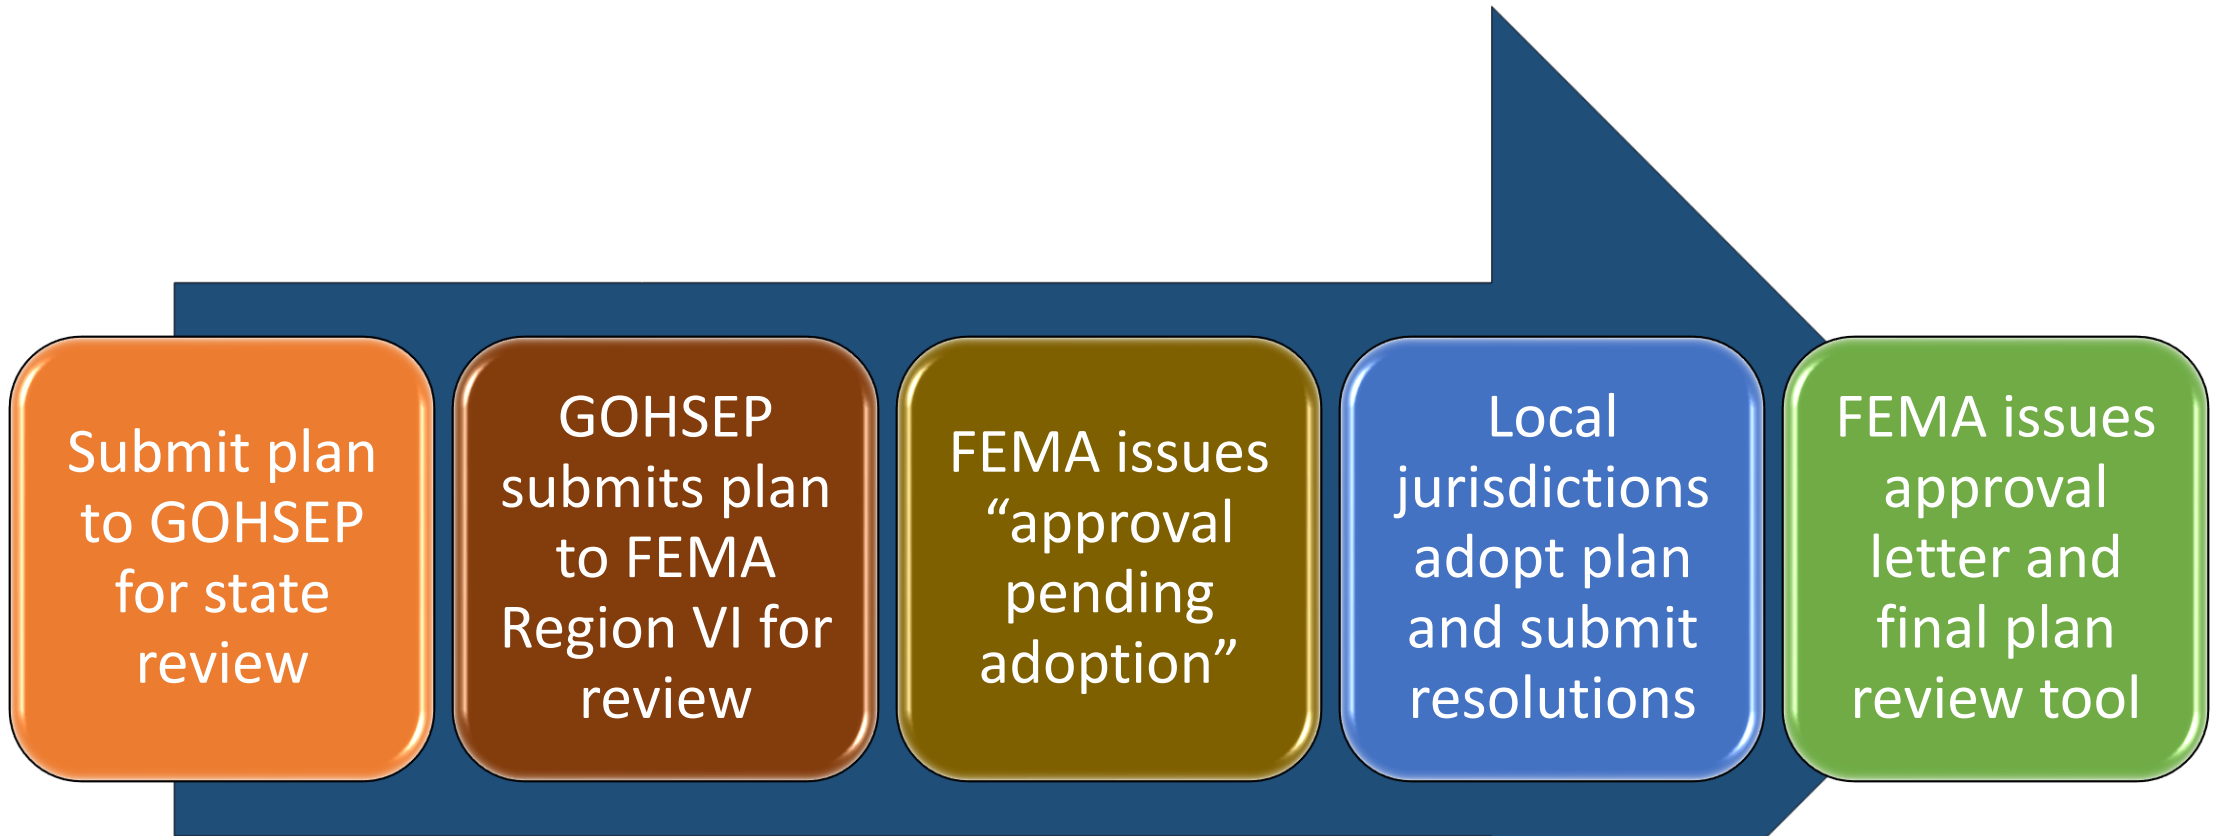 Submit plan
to GOHSEP
for state
review
GOHSEP
submits plan
to FEMA
Region VI for
review
FEMA issues
“approval
pending
adoption”
Local
jurisdictions
adopt plan
and submit
resolutions
FEMA issues
approval
letter and
final plan
review tool